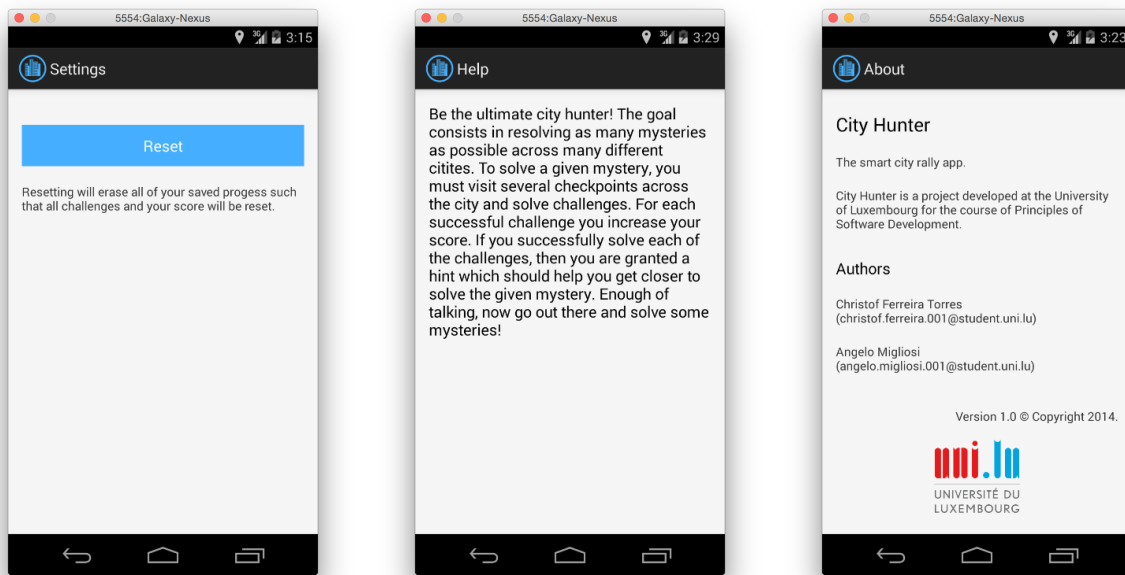 5554:Galaxy-Nexus
3G 3:15
Settings
Reset
Resetting will erase all of your saved progess such
that all challenges and your score will be reset.
5554:Galaxy-Nexus
3G 3:29
Help
Be the ultimate city hunter! The goal
consists in resolving as many mysteries
as possible across many different
citites. To solve a given mystery, you
must visit several checkpoints across
the city and solve challenges. For each
successful challenge you increase your
score. If you successfully solve each of
the challenges, then you are granted a
hint which should help you get closer to
solve the given mystery. Enough of
talking, now go out there and solve some
mysteries!
5554:Galaxy-Nexus
3G 3:23
About
City Hunter
The smart city rally app.
City Hunter is a project developed at the University
of Luxembourg for the course of Principles of
Software Development.
Authors
Christof Ferreira Torres
(christof.ferreira.001@student.uni.lu)
Angelo Migliosi
(angelo.migliosi.001@student.uni.lu)
Version 1.0 © Copyright 2014.
uni.lu
UNIVERSITÉ DU
LUXEMBOURG